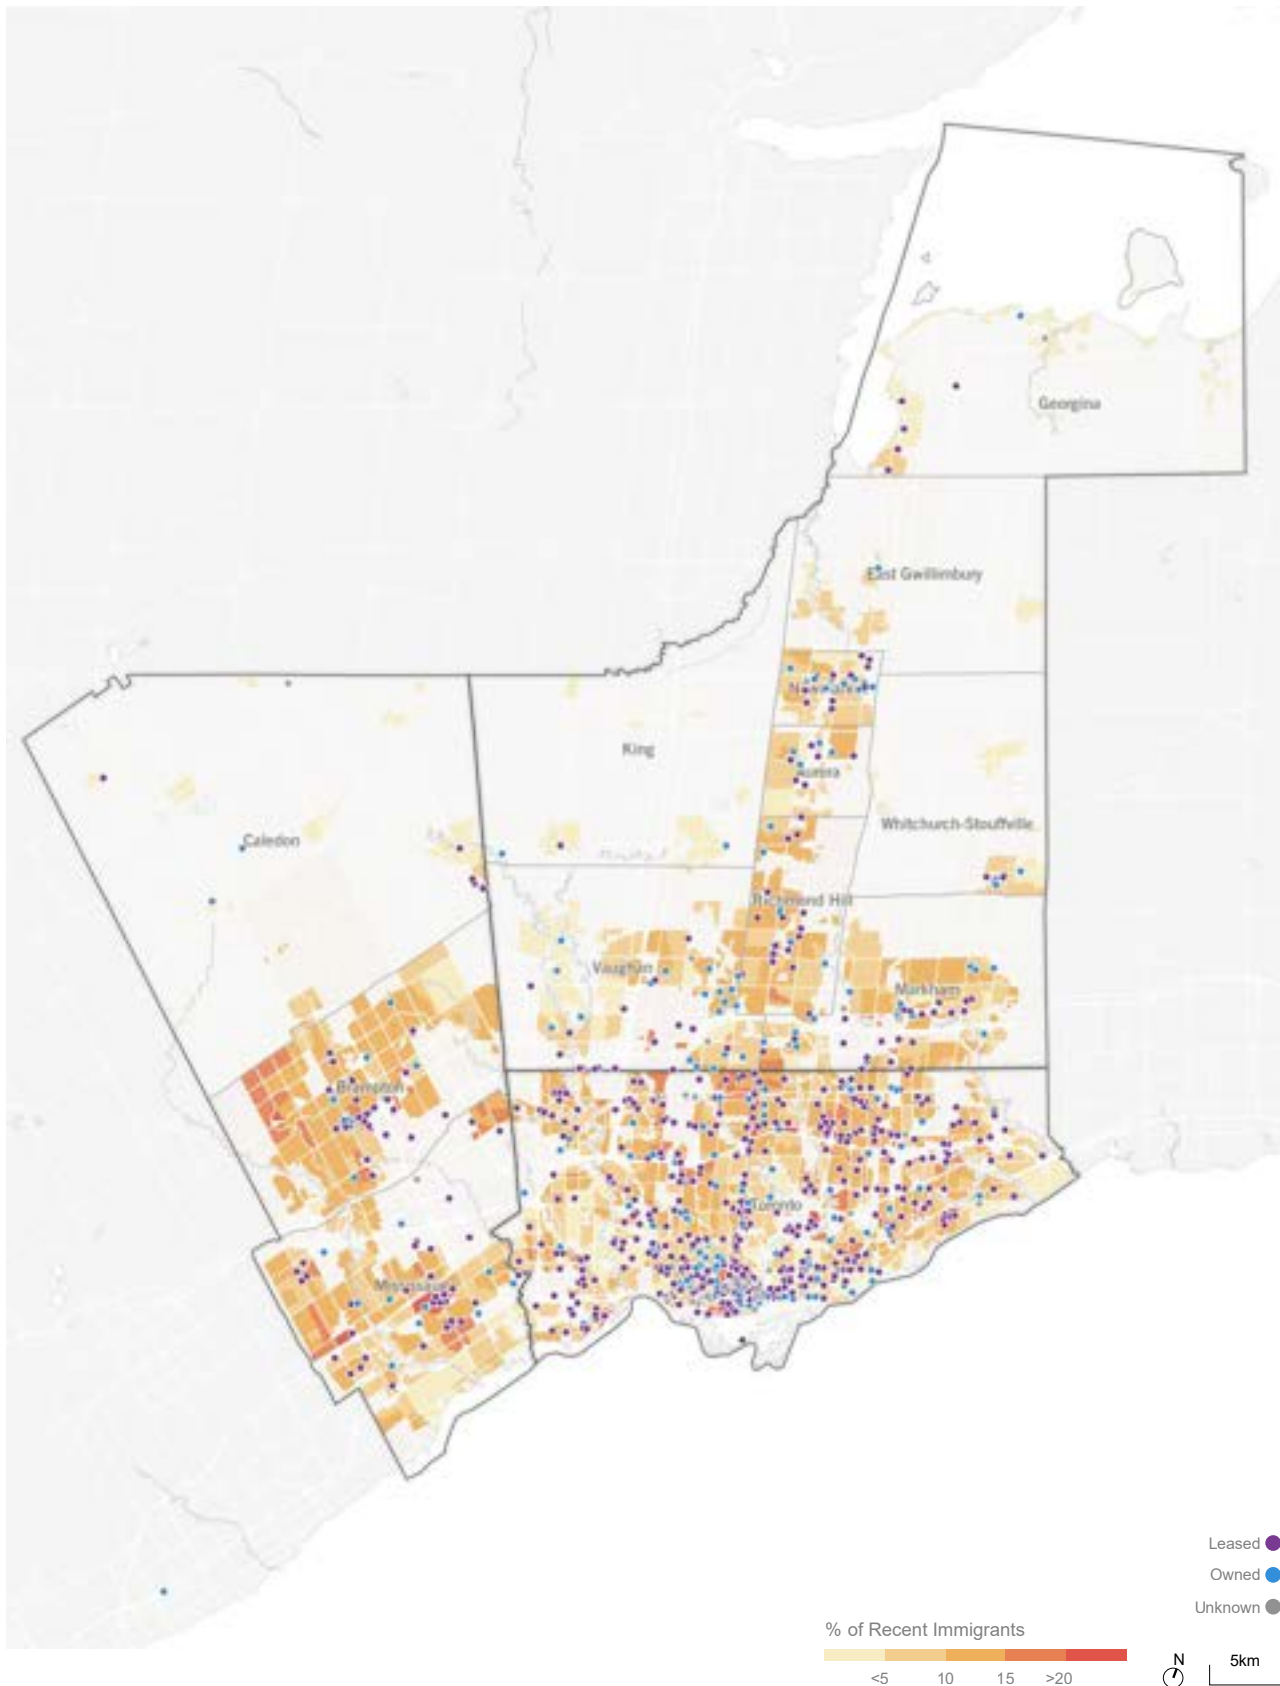 Georgina
East Gwillimbury
Newmarket
King
Aurora
Caledon
Whitchurch-Stouffville
Richmond Hill
Vaughan
Markham
Brampton
Toronto
Mississauga
Leased
Owned
Unknown
% of Recent Immigrants
<5 10 15 >20
N
5km